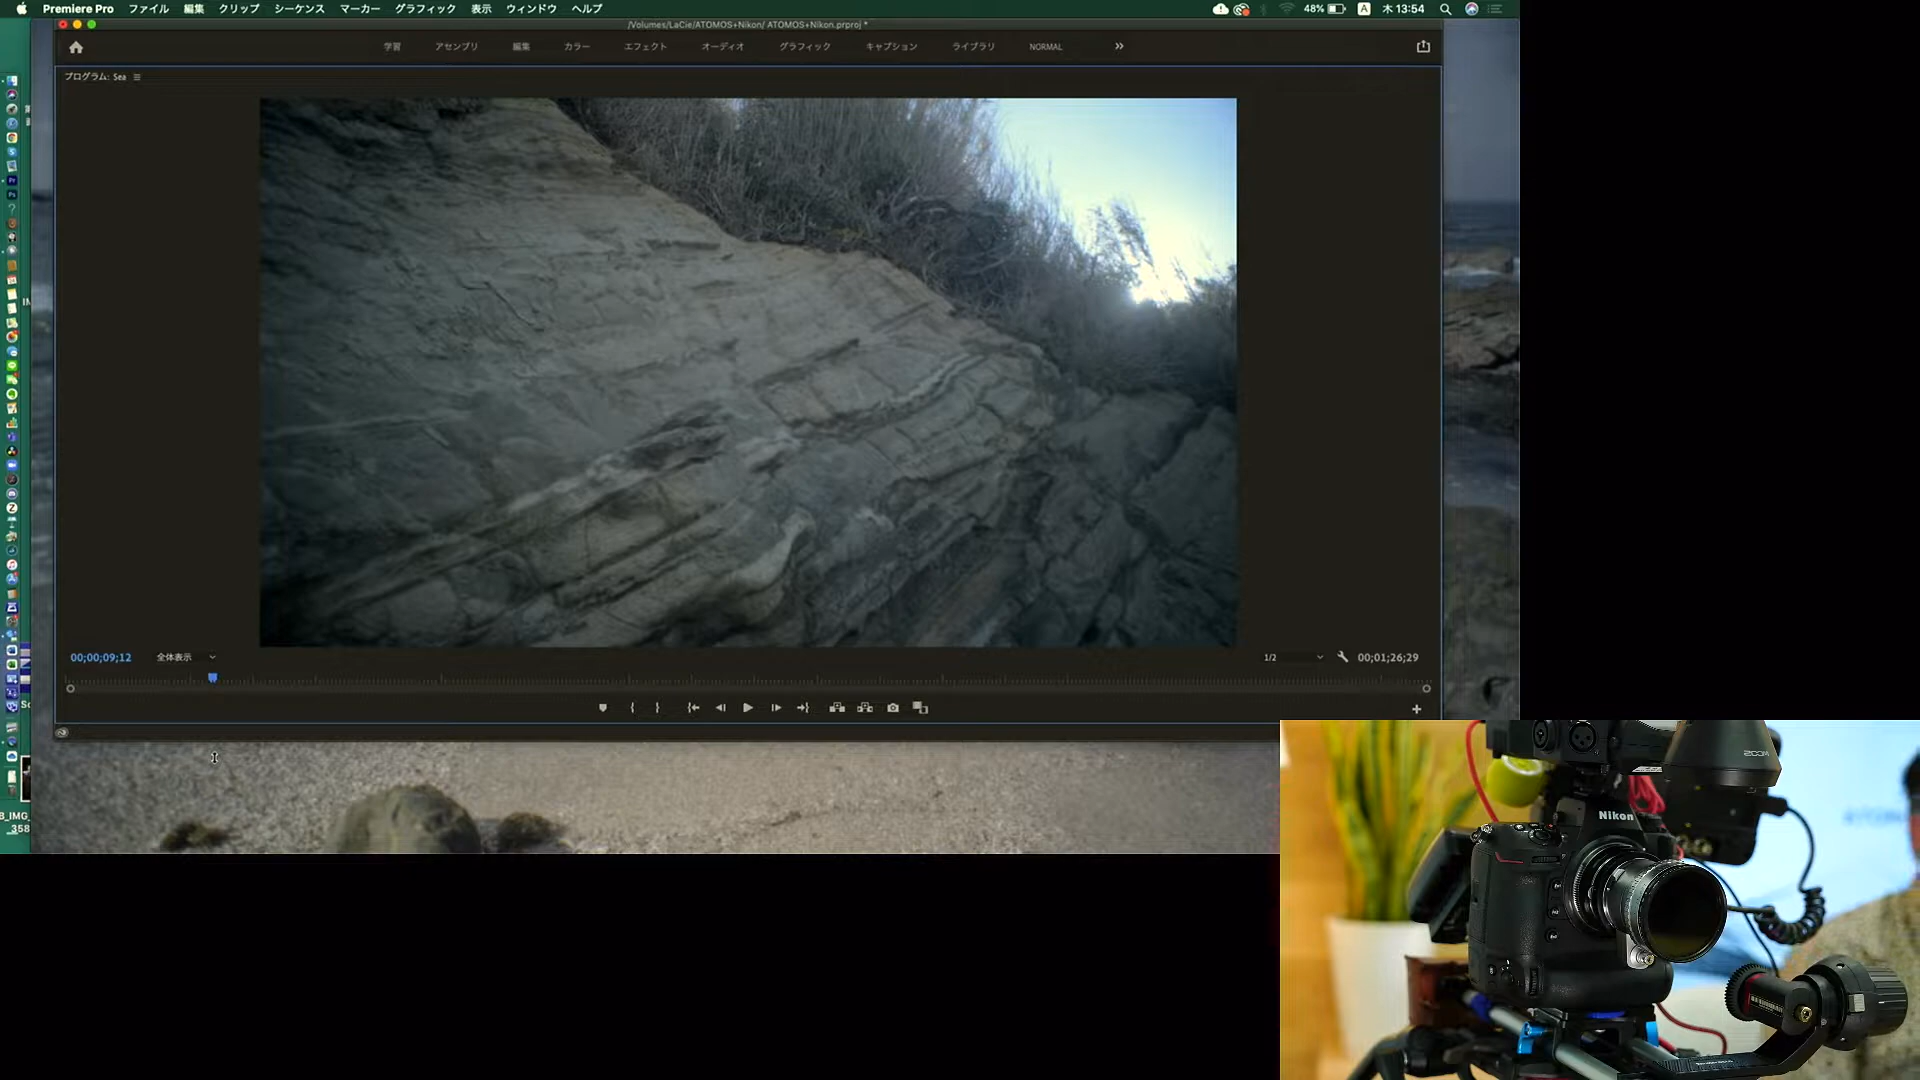 Premiere Pro ファイル 編集 クリップ シーケンス マーカー グラフィック 表示 ウィンドウ ヘルプ
48% A 木 13:54
/Volumes/LaCie/ATOMOS+Nikon/ ATOMOS+Nikon.prproj *
学習 アセンブリ 編集 カラー エフェクト オーディオ グラフィック キャプション ライブラリ NORMAL
プログラム: Sea
00;00;09;12 全体表示
1/2 00;01;26;29
B_IMG_
358
ZOOM
Nikon